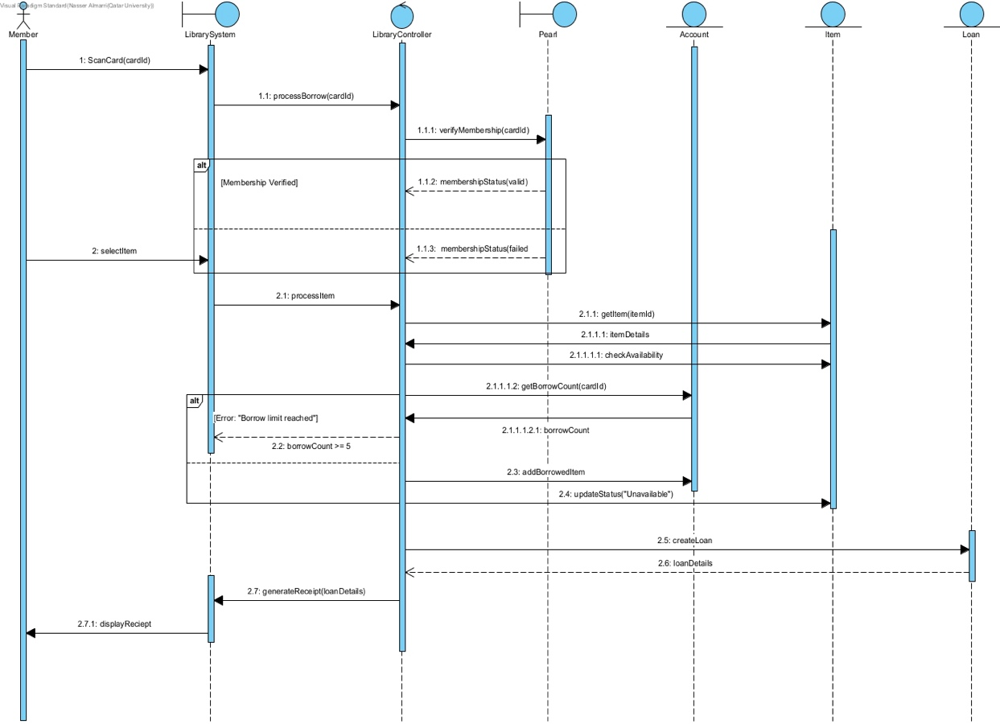 Visual Paradigm Standard(Nasser Almarri(Qatar University))
Member
LibrarySystem
LibraryController
Pearl
Account
Item
Loan
1: ScanCard(cardId)
1.1: processBorrow(cardId)
1.1.1: verifyMembership(cardId)
alt
[Membership Verified]
1.1.2: membershipStatus(valid)
1.1.3: membershipStatus(failed
2: selectItem
2.1: processItem
2.1.1: getItem(itemId)
2.1.1.1: itemDetails
2.1.1.1.1: checkAvailability
2.1.1.1.2: getBorrowCount(cardId)
alt
[Error: "Borrow limit reached"]
2.1.1.1.2.1: borrowCount
2.2: borrowCount >= 5
2.3: addBorrowedItem
2.4: updateStatus("Unavailable")
2.5: createLoan
2.6: loanDetails
2.7: generateReceipt(loanDetails)
2.7.1: displayReciept